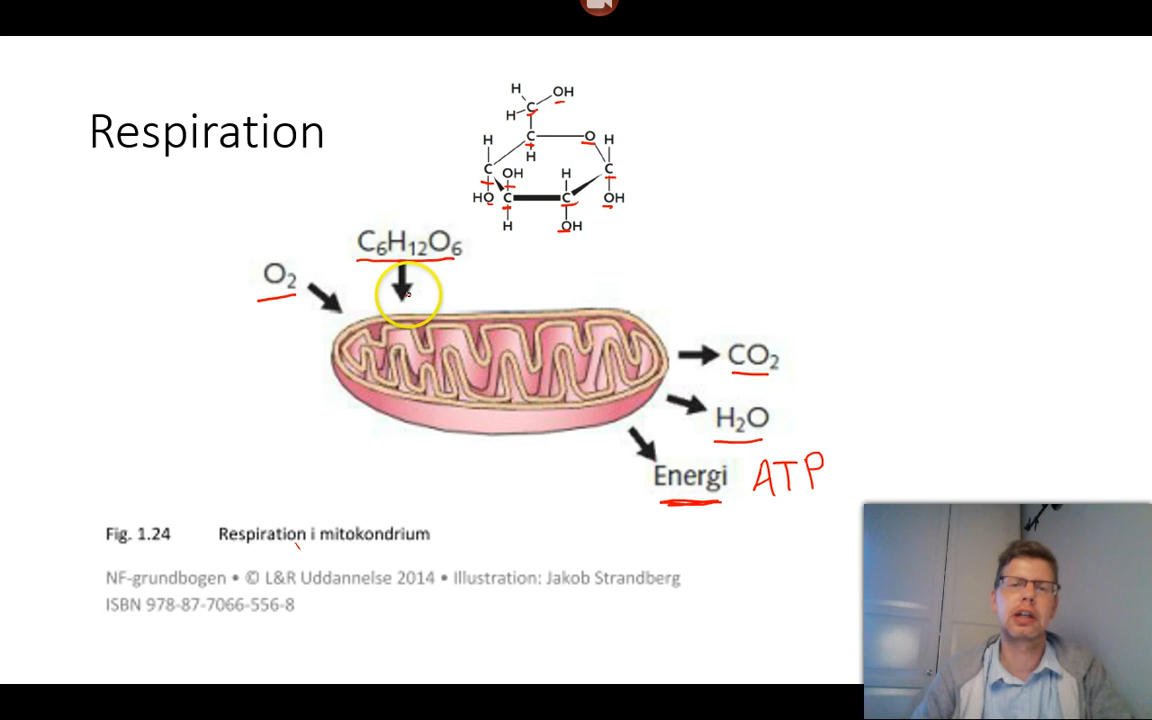 Respiration
H
OH
H
C
H
C
O
H
H
C
OH
H
C
HO
C
C
OH
H
OH
C₆H₁₂O₆
O₂
CO₂
H₂O
Energi ATP
Fig. 1.24 Respiration i mitokondrium
NF-grundbogen • © L&R Uddannelse 2014 • Illustration: Jakob Strandberg
ISBN 978-87-7066-556-8